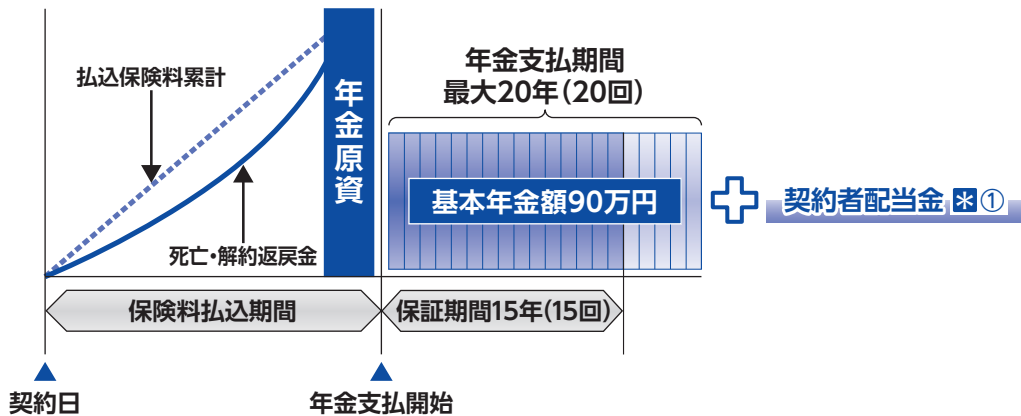 払込保険料累計
死亡・解約返戻金
年金原資
年金支払期間
最大20年(20回)
基本年金額90万円
契約者配当金 *①
保険料払込期間
保証期間15年(15回)
契約日
年金支払開始